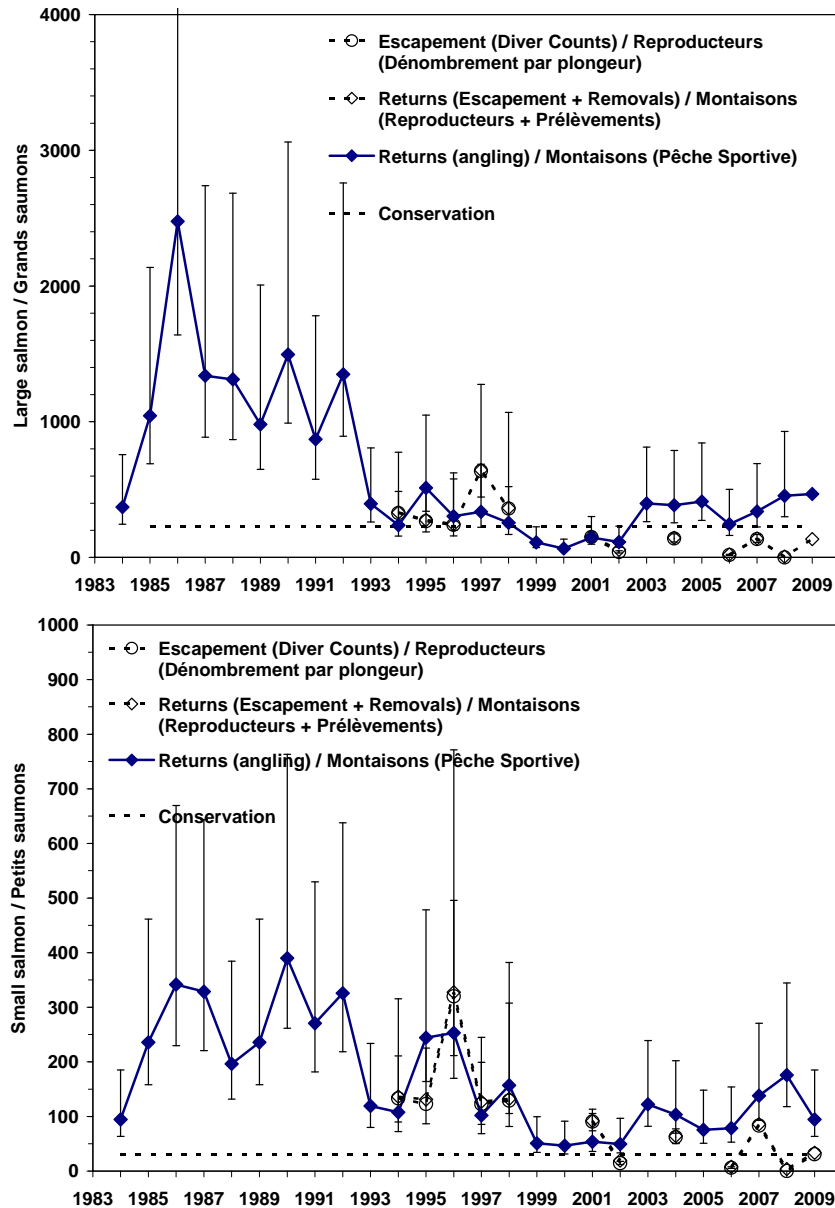 4000
3000
2000
1000
0
Large salmon / Grands saumons
Escapement (Diver Counts) / Reproducteurs
(Dénombrement par plongeur)
Returns (Escapement + Removals) / Montaisons
(Reproducteurs + Prélèvements)
Returns (angling) / Montaisons (Pêche Sportive)
Conservation
1983 1985 1987 1989 1991 1993 1995 1997 1999 2001 2003 2005 2007 2009
1000
900
800
700
600
500
400
300
200
100
0
Small salmon / Petits saumons
Escapement (Diver Counts) / Reproducteurs
(Dénombrement par plongeur)
Returns (Escapement + Removals) / Montaisons
(Reproducteurs + Prélèvements)
Returns (angling) / Montaisons (Pêche Sportive)
Conservation
1983 1985 1987 1989 1991 1993 1995 1997 1999 2001 2003 2005 2007 2009